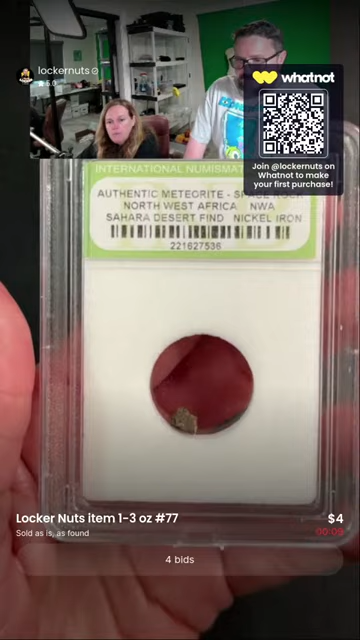 lockernuts
5.0
whatnot
Join @lockernuts on
Whatnot to make
your first purchase!
INTERNATIONAL NUMISMAT
AUTHENTIC METEORITE - SPACE ROCK
NORTH WEST AFRICA NWA
SAHARA DESERT FIND NICKEL IRON
221627536
Locker Nuts item 1-3 oz #77
$4
Sold as is, as found
00:09
4 bids